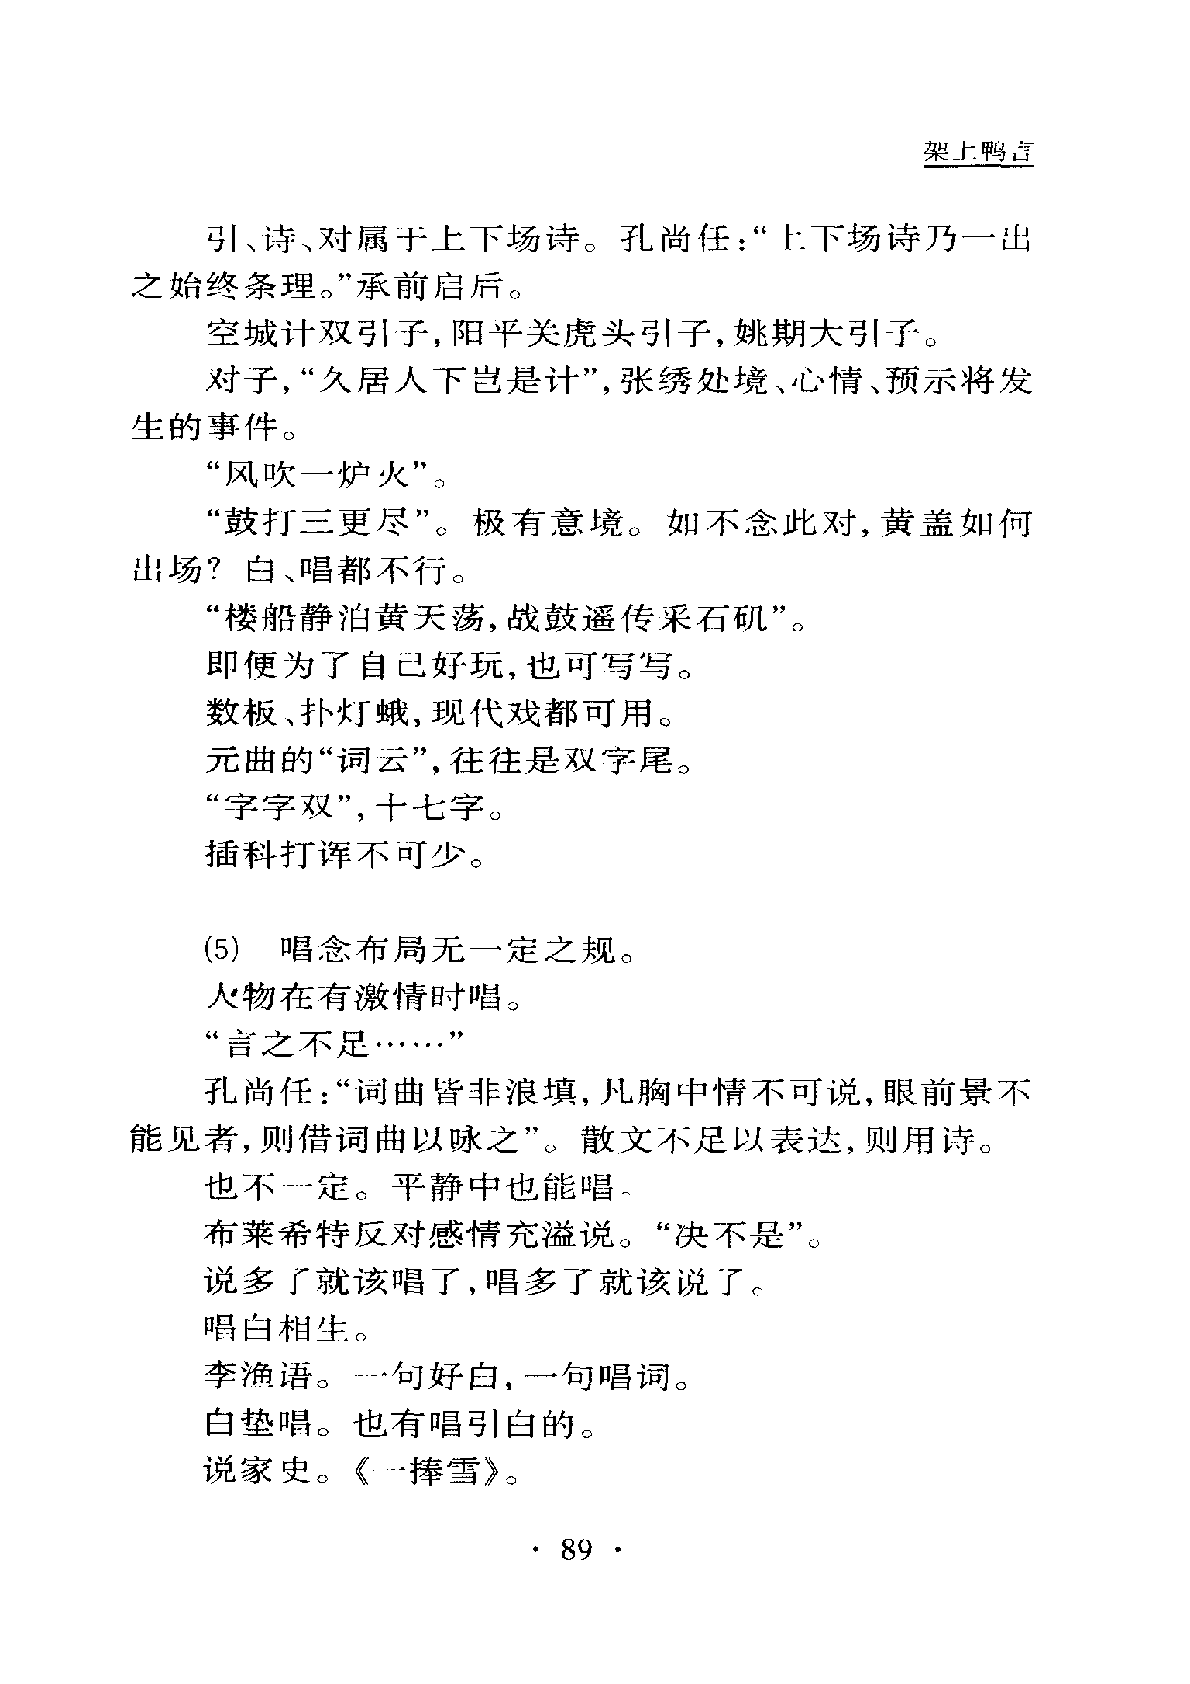 架上鸭言
引、诗、对属于上下场诗。孔尚任:“上下场诗乃一出
之始终条理。”承前启后。
空城计双引子,阳平关虎头引子,姚期大引子。
对子,“久居人下岂是计”,张绣处境、心情、预示将发
生的事件。
“风吹一炉火”。
“鼓打三更尽”。极有意境。如不念此对,黄盖如何
出场? 白、唱都不行。
“楼船静泊黄天荡,战鼓遥传采石矶”。
即便为了自己好玩,也可写写。
数板、扑灯蛾,现代戏都可用。
元曲的“词云”,往往是双字尾。
“字字双”,十七字。
插科打诨不可少。
(5) 唱念布局无一定之规。
人物在有激情时唱。
“言之不足……”
孔尚任:“词曲皆非浪填,凡胸中情不可说,眼前景不
能见者,则借词曲以咏之”。散文不足以表达,则用诗。
也不一定。平静中也能唱。
布莱希特反对感情充溢说。“决不是”。
说多了就该唱了,唱多了就该说了。
唱白相生。
李渔语。一句好白,一句唱词。
白垫唱。也有唱引白的。
说家史。《一捧雪》。
· 89 ·